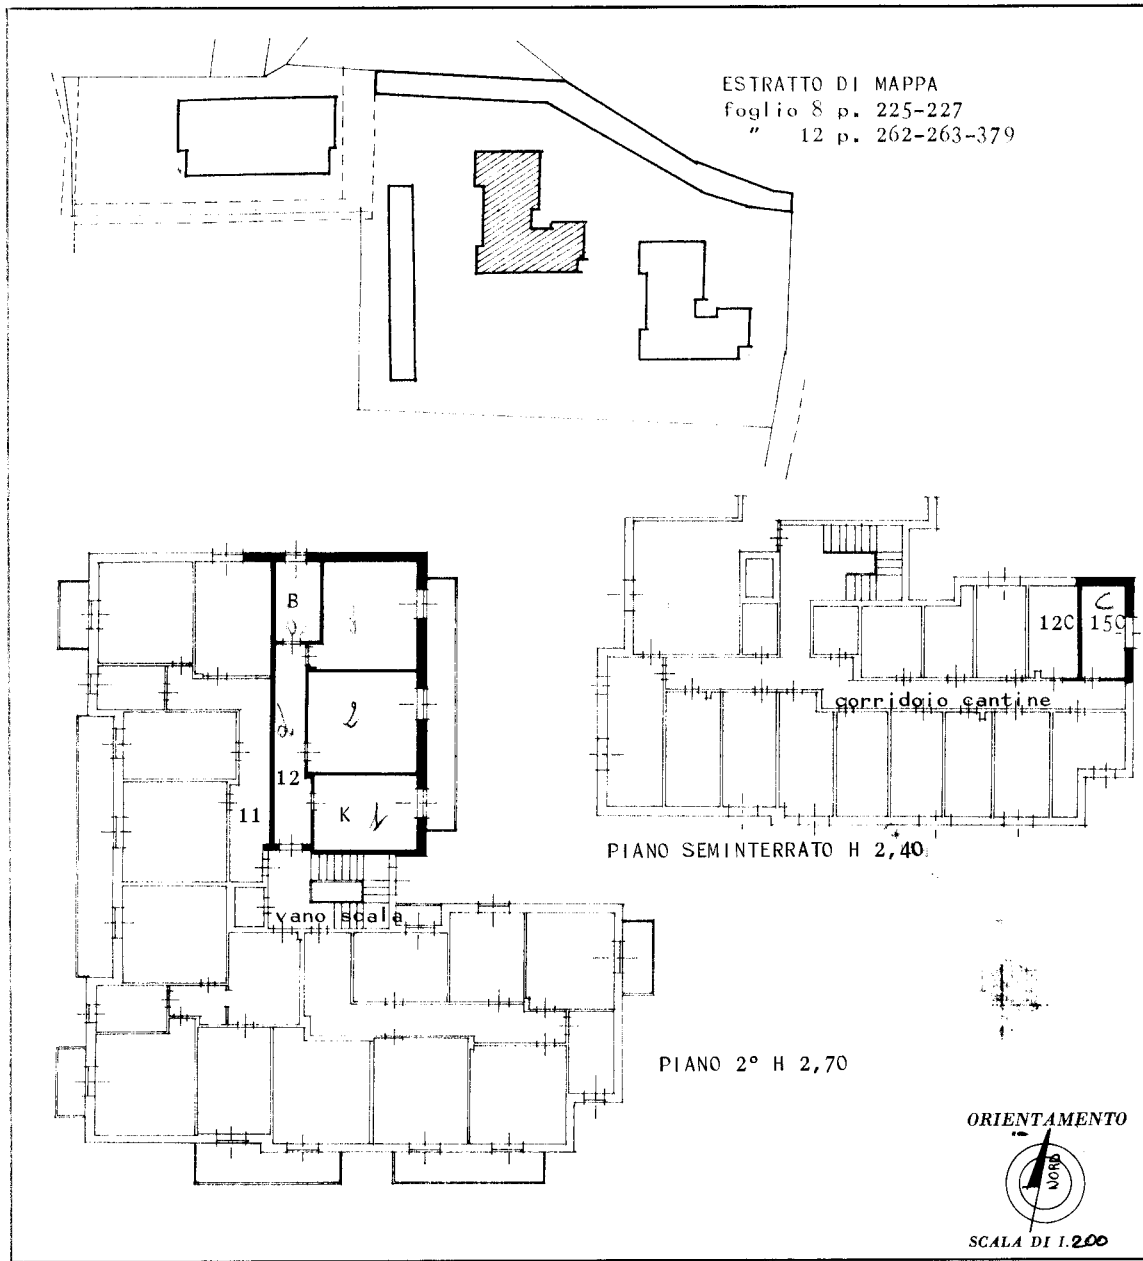 ESTRATTO DI MAPPA
foglio 8 p. 225-227
" 12 p. 262-263-379
B
2
12
K
11
vano scala
C
12C 15C
corridoio cantine
PIANO SEMINTERRATO H 2,40
PIANO 2° H 2,70
ORIENTAMENTO
NORD
SCALA DI 1.200